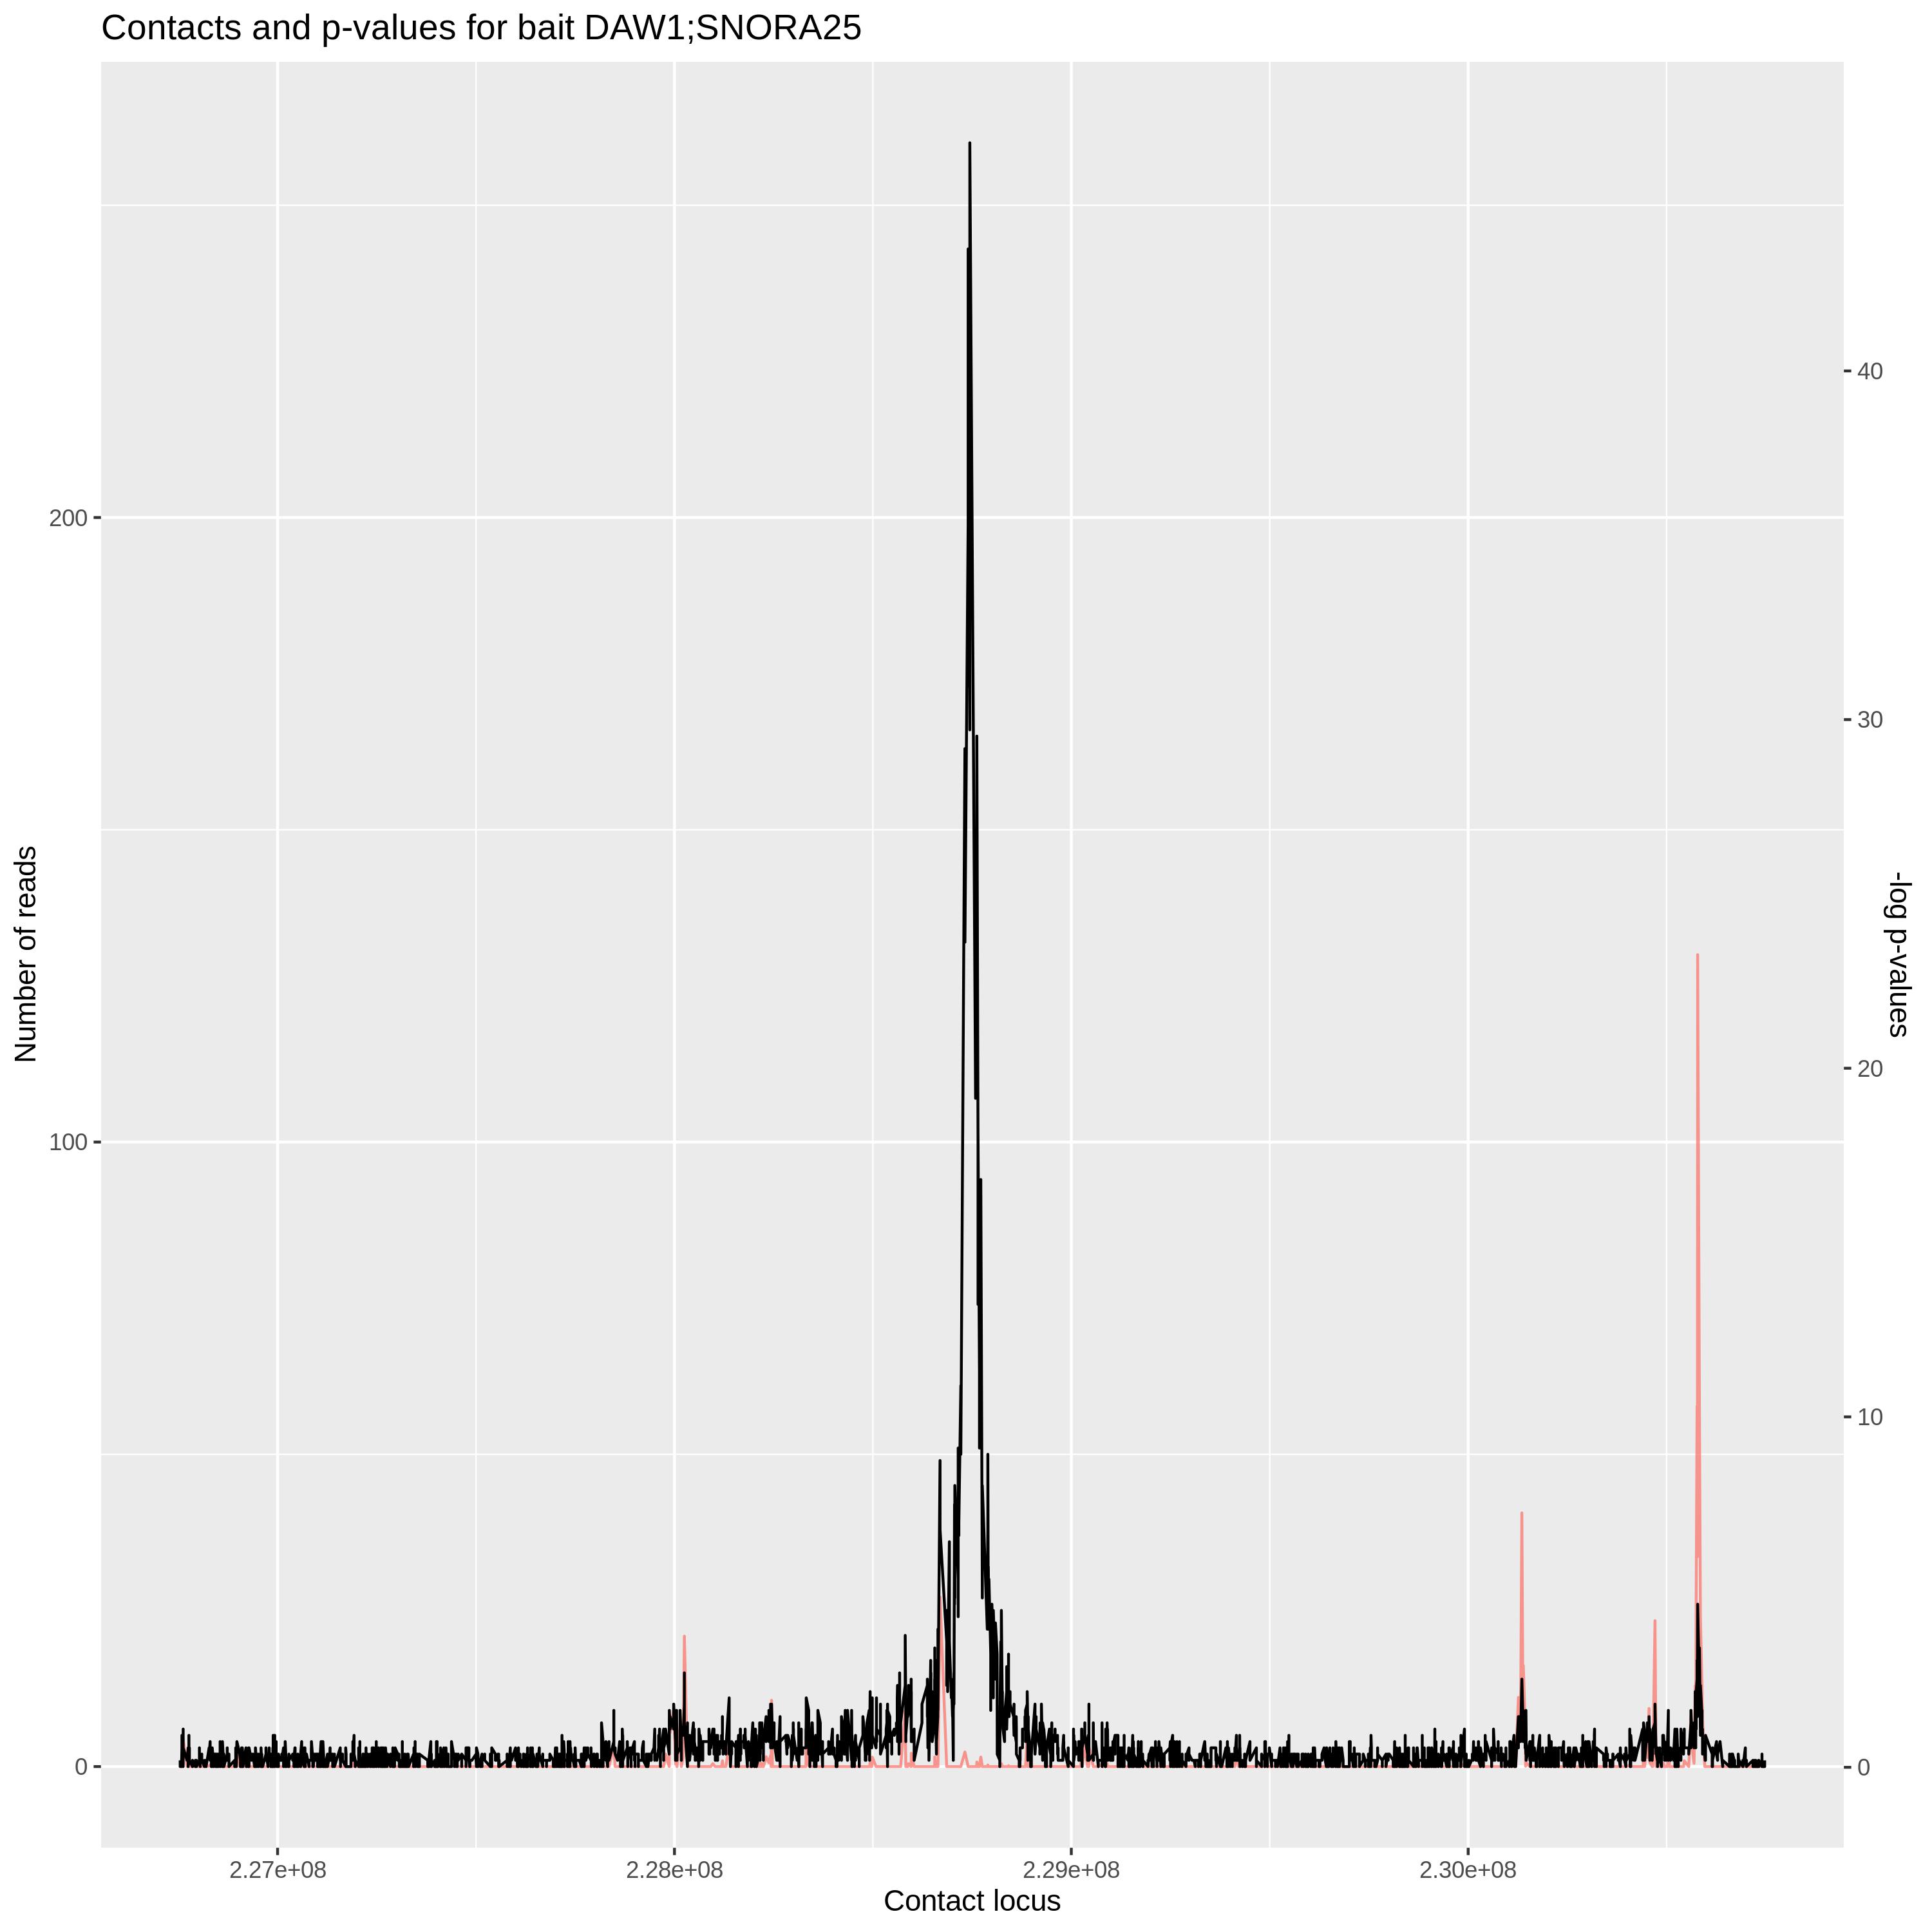 Contacts and p-values for bait DAW1;SNORA25
Number of reads
200
100
0
-log p-values
40
30
20
10
0
2.27e+08
2.28e+08
2.29e+08
2.30e+08
Contact locus